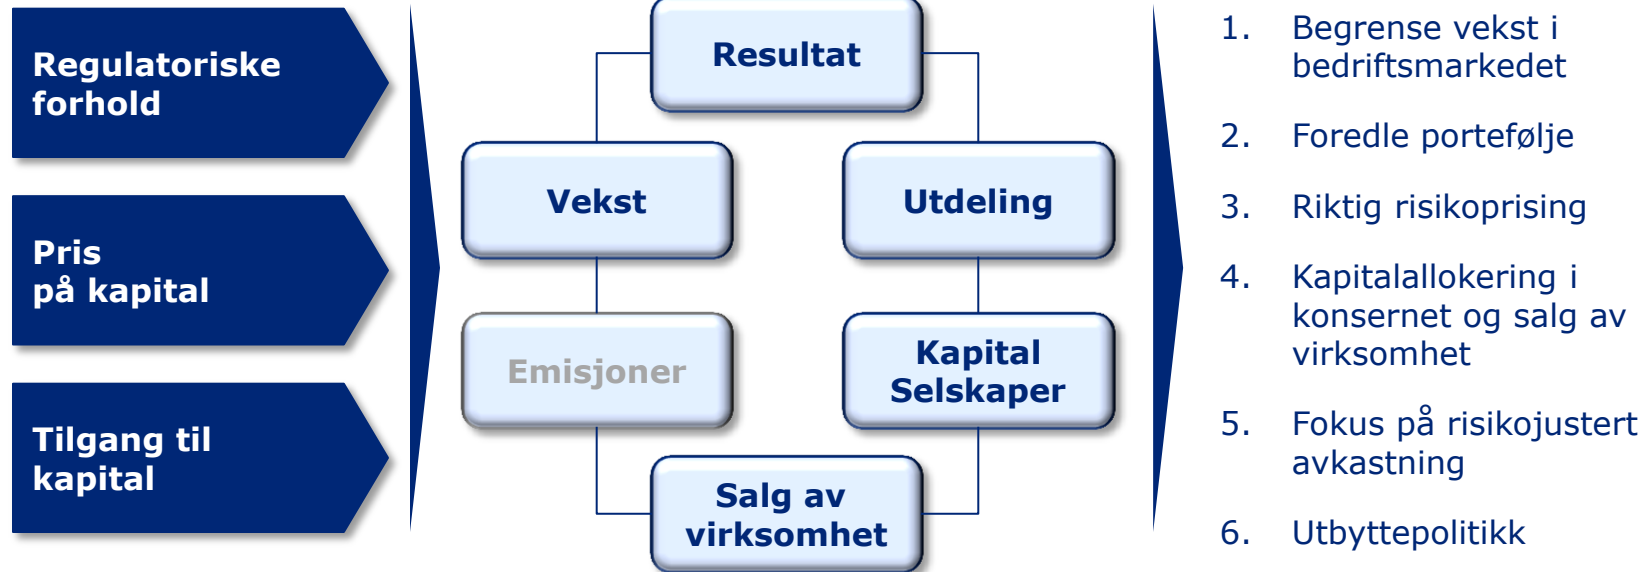 Regulatoriske
forhold
Pris
på kapital
Tilgang til
kapital
Resultat
Vekst
Utdeling
Emisjoner
Kapital
Selskaper
Salg av
virksomhet
1. Begrense vekst i
bedriftsmarkedet
2. Foredle portefølje
3. Riktig risikoprising
4. Kapitalallokering i
konsernet og salg av
virksomhet
5. Fokus på risikojustert
avkastning
6. Utbyttepolitikk